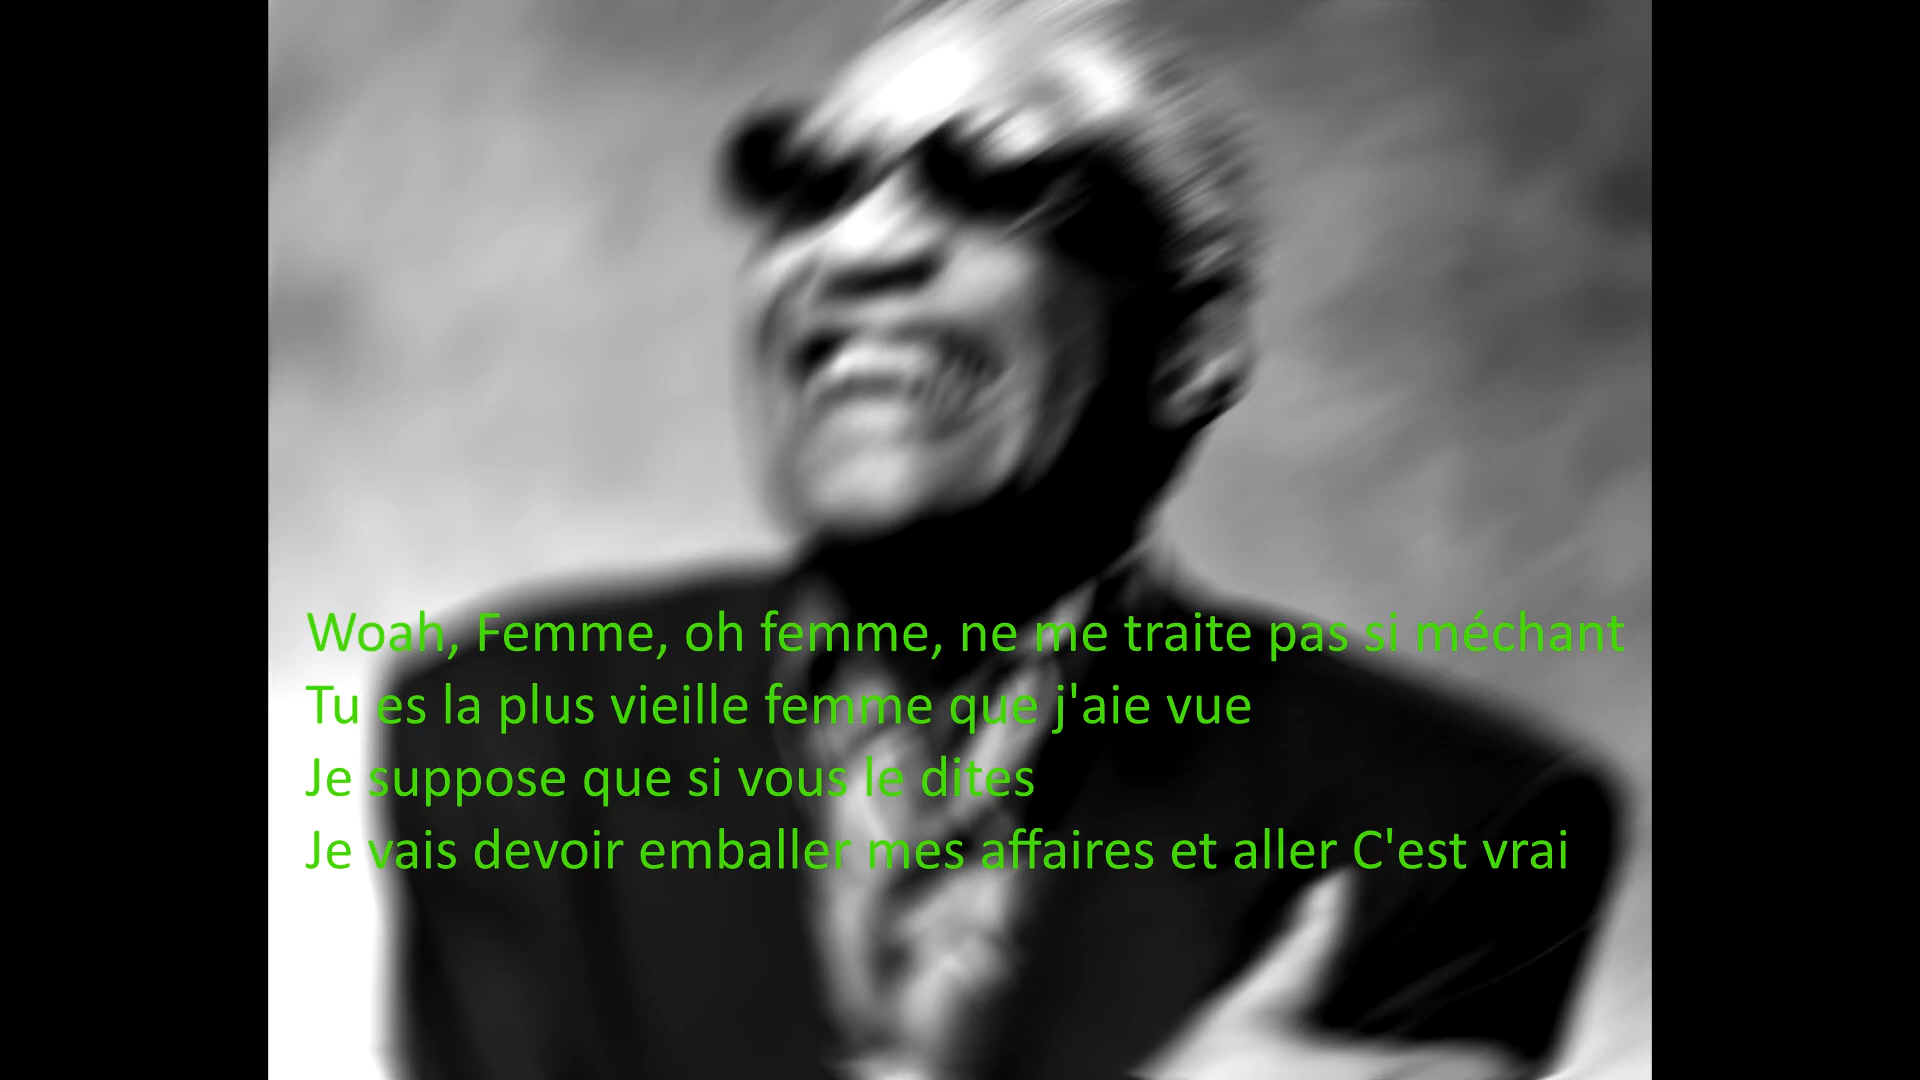 Woah, Femme, oh femme, ne me traite pas si méchant
Tu es la plus vieille femme que j'aie vue
Je suppose que si vous le dites
Je vais devoir emballer mes affaires et aller C'est vrai